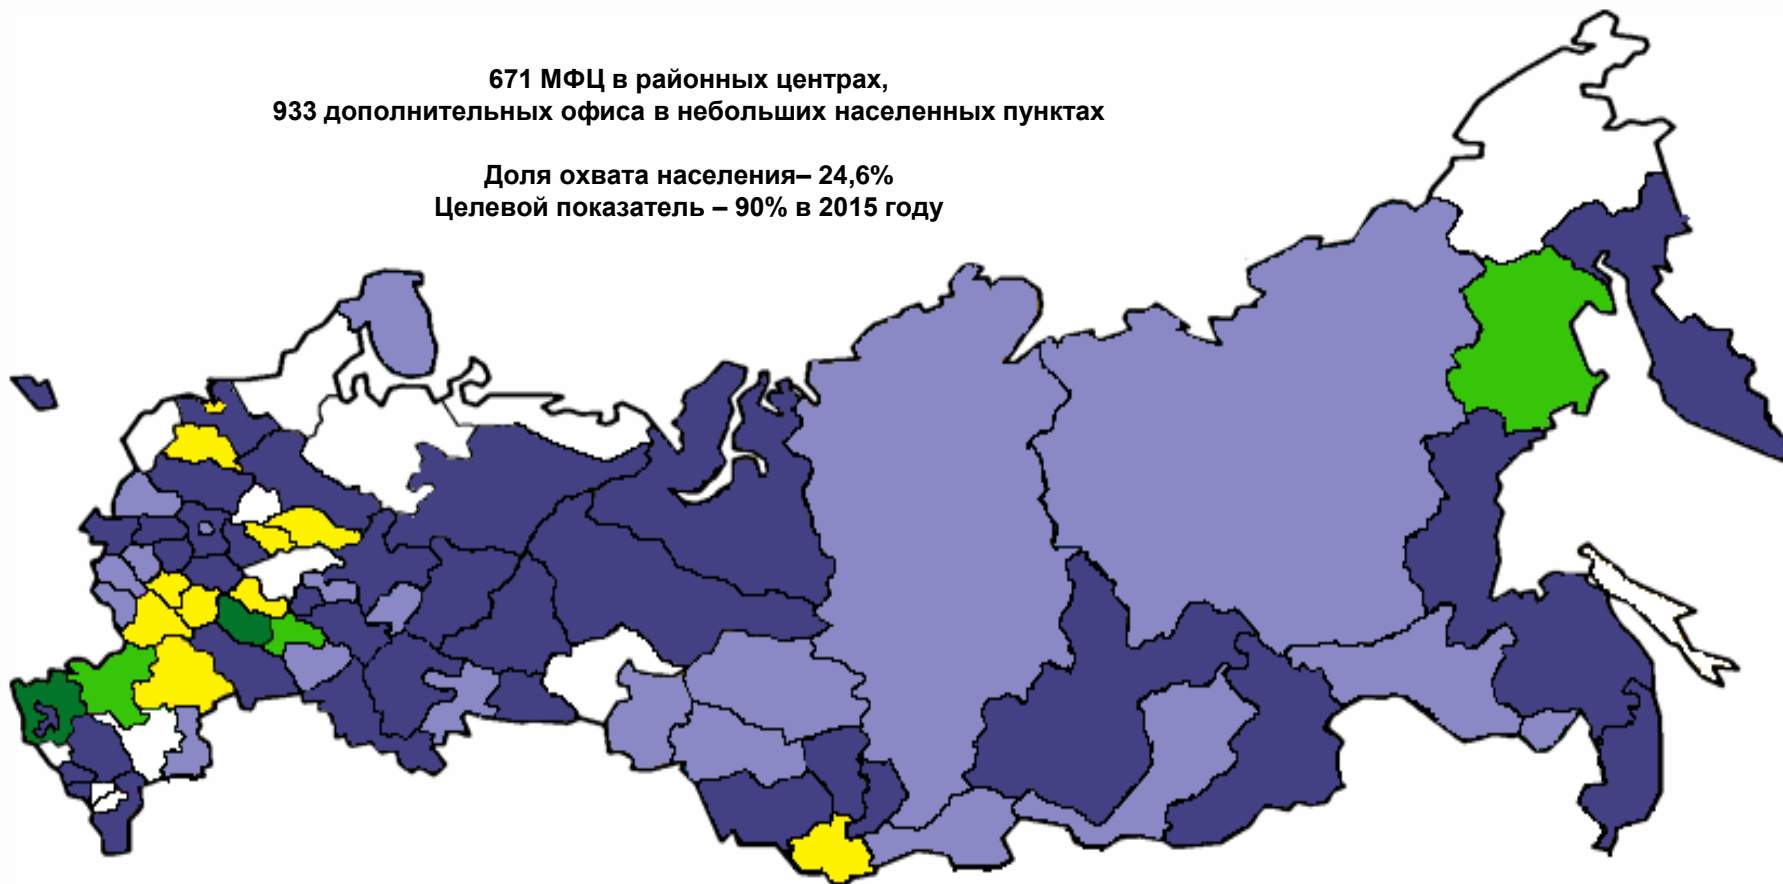 671 МФЦ в районных центрах,
933 дополнительных офиса в небольших населенных пунктах
Доля охвата населения– 24,6%
Целевой показатель – 90% в 2015 году